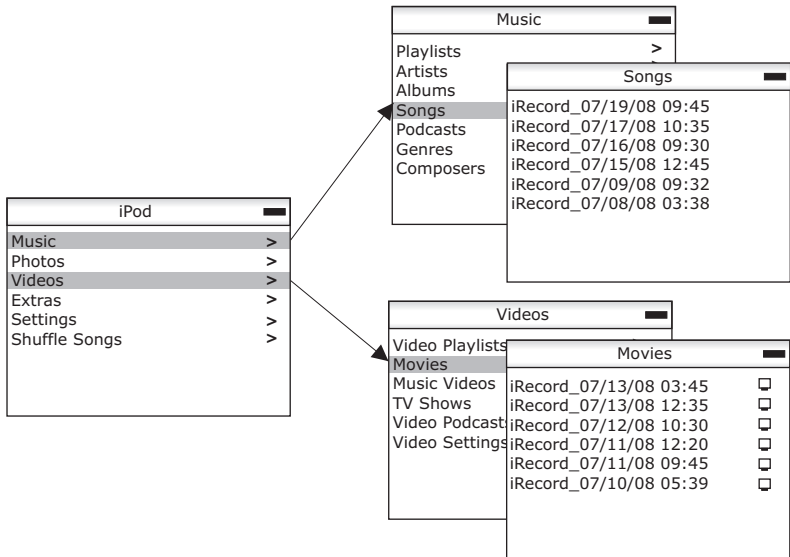 Music
Playlists >
Artists
Albums
Songs
Podcasts
Genres
Composers
Songs
iRecord_07/19/08 09:45
iRecord_07/17/08 10:35
iRecord_07/16/08 09:30
iRecord_07/15/08 12:45
iRecord_07/09/08 09:32
iRecord_07/08/08 03:38
iPod
Music >
Photos >
Videos >
Extras >
Settings >
Shuffle Songs >
Videos
Video Playlists
Movies
Music Videos
TV Shows
Video Podcasts
Video Settings
Movies
iRecord_07/13/08 03:45
iRecord_07/13/08 12:35
iRecord_07/12/08 10:30
iRecord_07/11/08 12:20
iRecord_07/11/08 09:45
iRecord_07/10/08 05:39